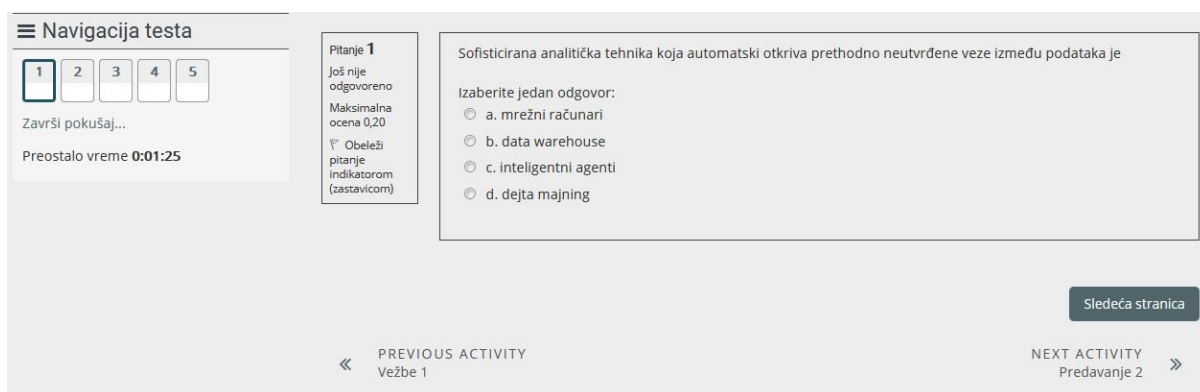 Navigacija testa
1 2 3 4 5
Završi pokušaj...
Preostalo vreme 0:01:25
Pitanje 1
Još nije
odgovoreno
Maksimalna
ocena 0,20
Obeleži
pitanje
indikatorom
(zastavicom)
Sofisticirana analitička tehnika koja automatski otkriva prethodno neutvrđene veze između podataka je
Izaberite jedan odgovor:
a. mrežni računari
b. data warehouse
c. inteligentni agenti
d. dejta majning
Sledeća stranica
PREVIOUS ACTIVITY
Vežbe 1
NEXT ACTIVITY
Predavanje 2